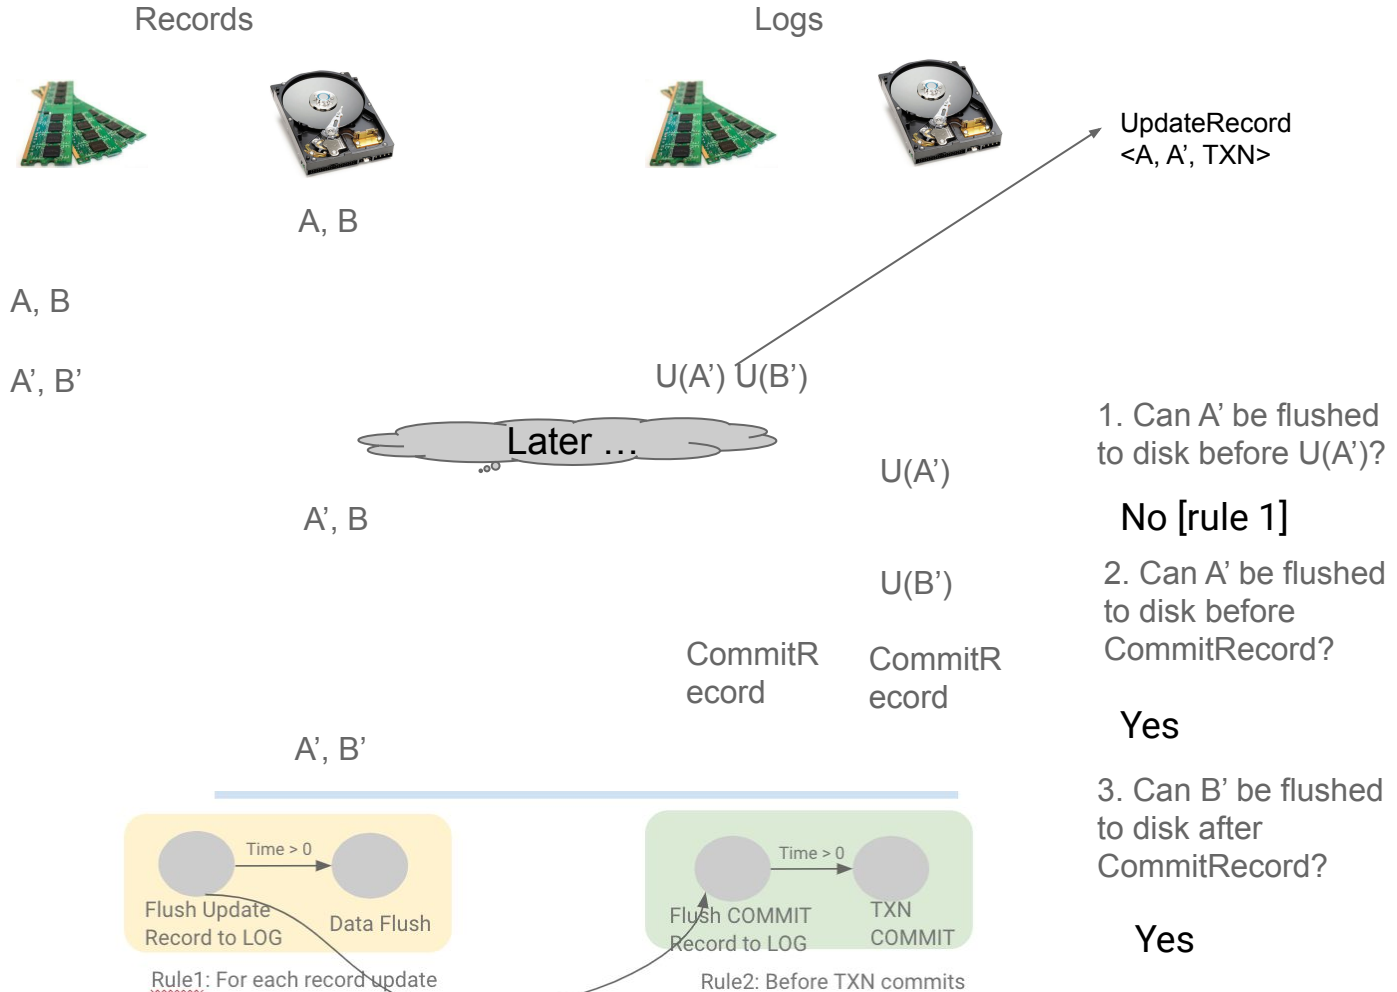 Records
Logs
UpdateRecord
<A, A’, TXN>
A, B
A, B
A’, B'
U(A’) U(B’)
Later …
U(A’)
A’, B
U(B’)
CommitR
ecord
CommitR
ecord
A’, B’
1. Can A’ be flushed
to disk before U(A’)?
No [rule 1]
2. Can A’ be flushed
to disk before
CommitRecord?
Yes
3. Can B’ be flushed
to disk after
CommitRecord?
Yes
Time > 0
Flush Update
Record to LOG
Data Flush
Rule1: For each record update
Time > 0
Flush COMMIT
Record to LOG
TXN
COMMIT
Rule2: Before TXN commits